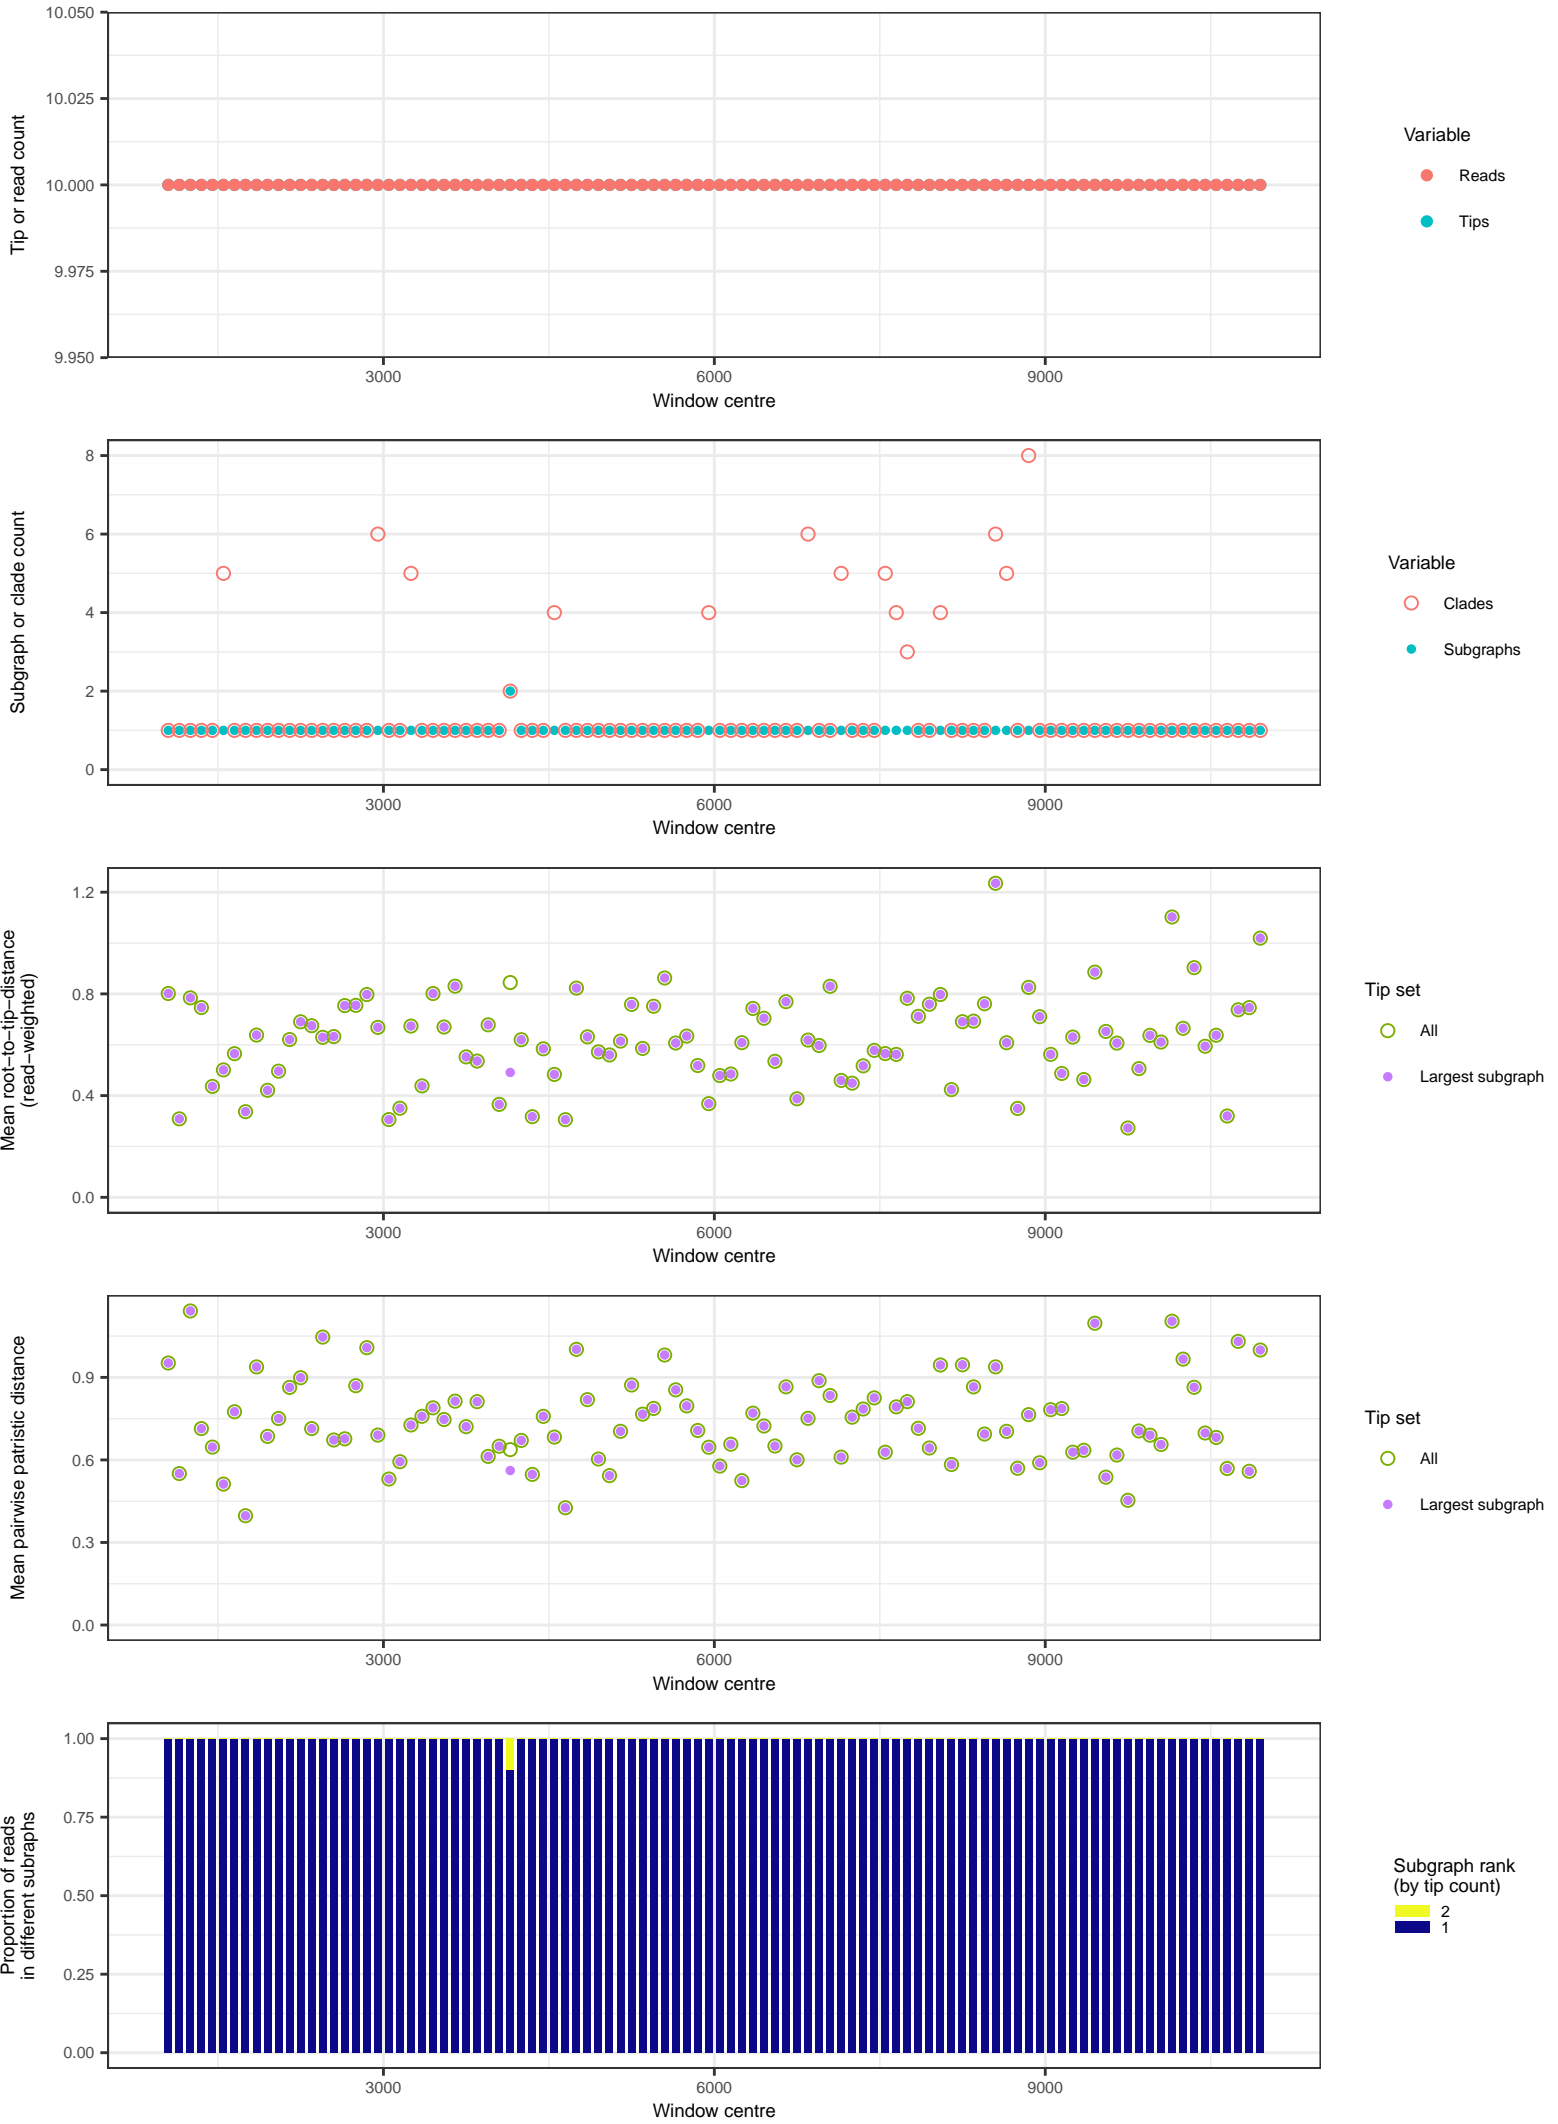 10.050
10.025
10.000
9.975
9.950
Tip or read count
3000 6000 9000
Window centre
Variable
Reads
Tips
8
6
4
2
0
Subgraph or clade count
3000 6000 9000
Window centre
Variable
Clades
Subgraphs
1.2
0.8
0.4
0.0
Mean root−to−tip−distance
(read−weighted)
3000 6000 9000
Window centre
Tip set
All
Largest subgraph
0.9
0.6
0.3
0.0
Mean pairwise patristic distance
3000 6000 9000
Window centre
Tip set
All
Largest subgraph
1.00
0.75
0.50
0.25
0.00
Proportion of reads
in different subraphs
3000 6000 9000
Window centre
Subgraph rank
(by tip count)
2
1